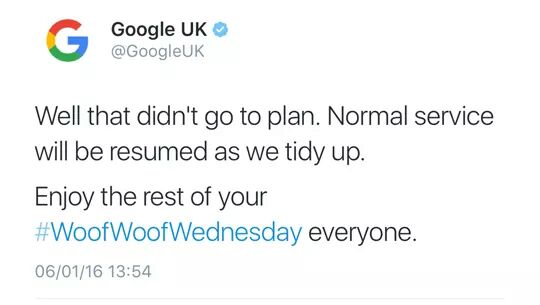 Google UK
@GoogleUK
Well that didn't go to plan. Normal service
will be resumed as we tidy up.
Enjoy the rest of your
#WoofWoofWednesday everyone.
06/01/16 13:54